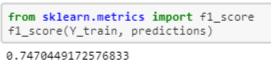 from sklearn.metrics import f1_score
f1_score(Y_train, predictions)
0.7470449172576833